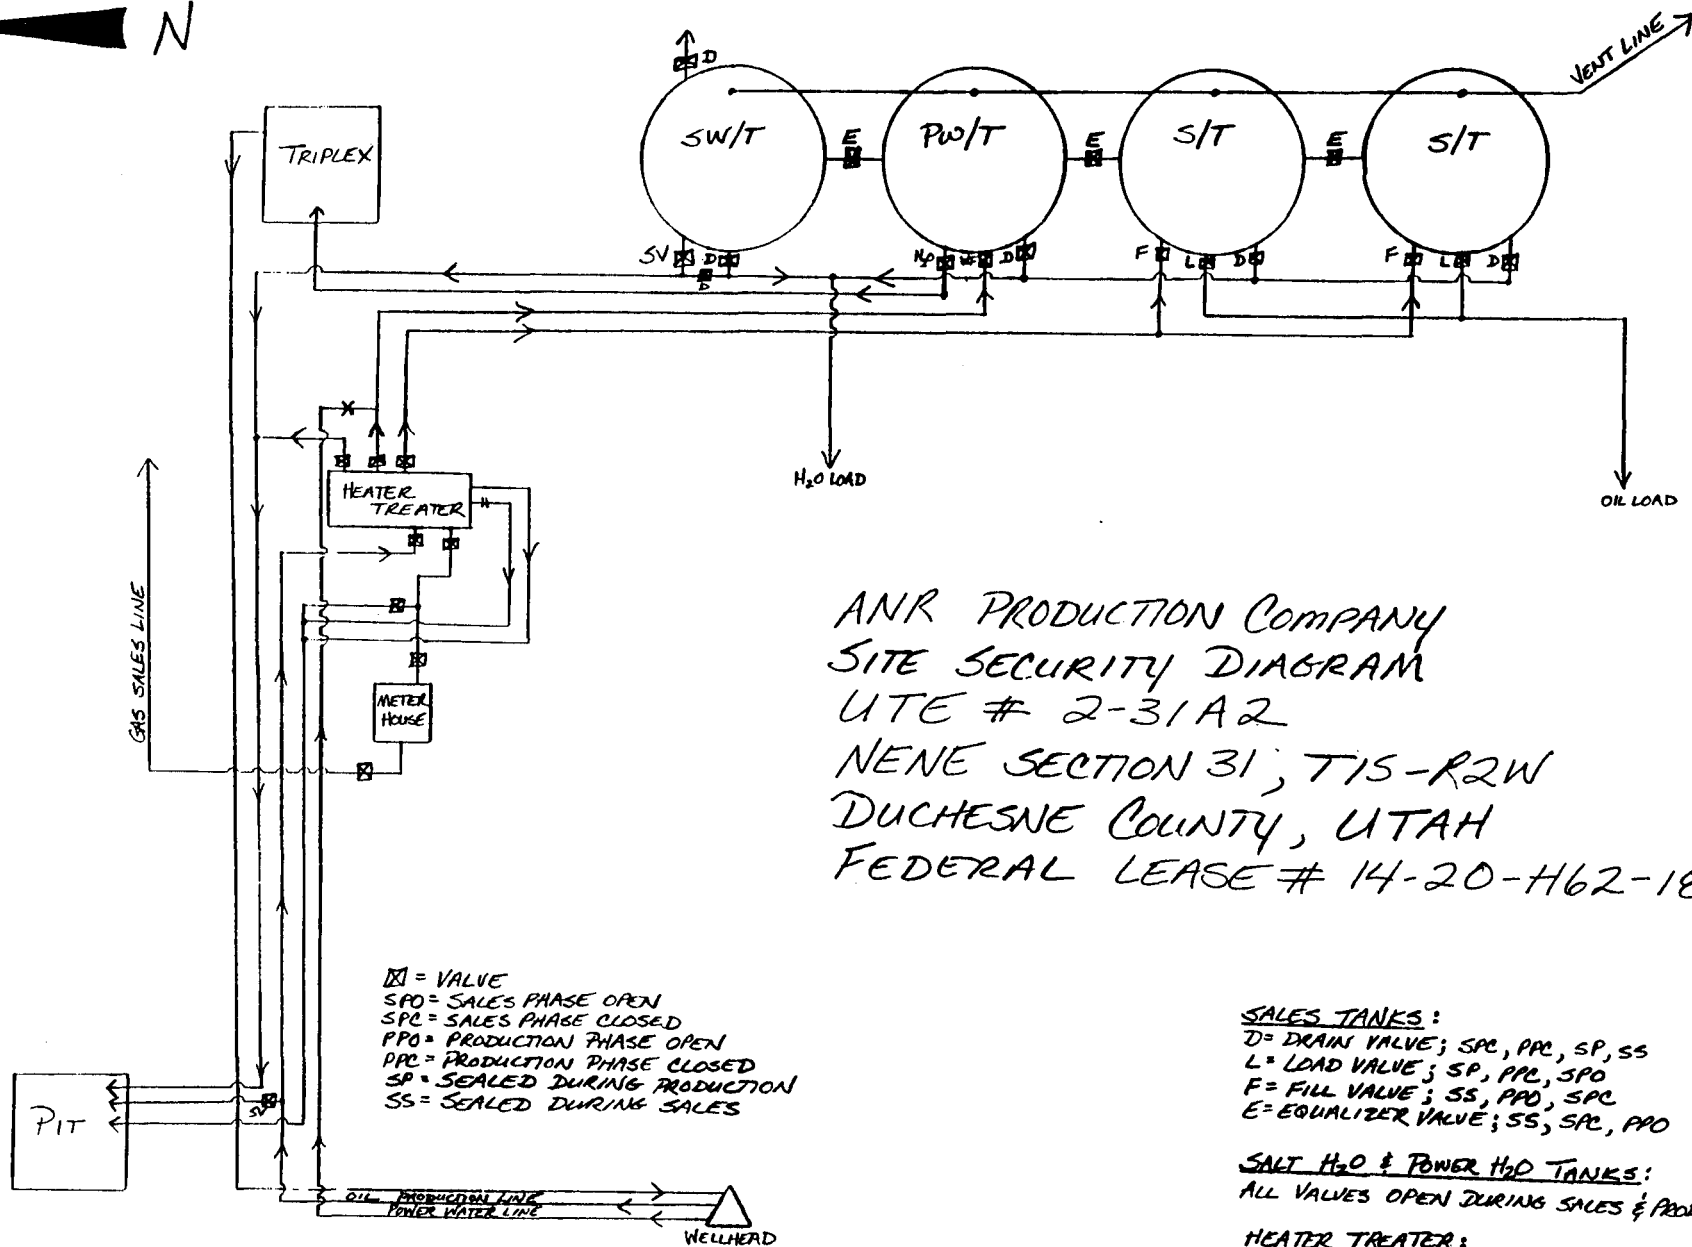 N
VENT LINE
D
SW/T
E
PW/T
E
S/T
E
S/T
TRIPLEX
SV
D
D
D
F
L
D
F
L
D
H₂O LOAD
OIL LOAD
HEATER
TREATER
GAS SALES LINE
METER
HOUSE
ANR PRODUCTION COMPANY
SITE SECURITY DIAGRAM
UTE # 2-31A2
NENE SECTION 31, T1S-R2W
DUCHESNE COUNTY, UTAH
FEDERAL LEASE # 14-20-H62-18
⊠ = VALVE
SPO = SALES PHASE OPEN
SPC = SALES PHASE CLOSED
PPO = PRODUCTION PHASE OPEN
PPC = PRODUCTION PHASE CLOSED
SP = SEALED DURING PRODUCTION
SS = SEALED DURING SALES
SALES TANKS:
D = DRAIN VALVE; SPC, PPC, SP, SS
L = LOAD VALVE; SP, PPC, SPO
F = FILL VALVE; SS, PPO, SPC
E = EQUALIZER VALVE; SS, SPC, PPO
SALT H₂O & POWER H₂O TANKS:
ALL VALVES OPEN DURING SALES & PROD
HEATER TREATER:
PIT
SV
OIL PRODUCTION LINE
POWER WATER LINE
WELLHEAD